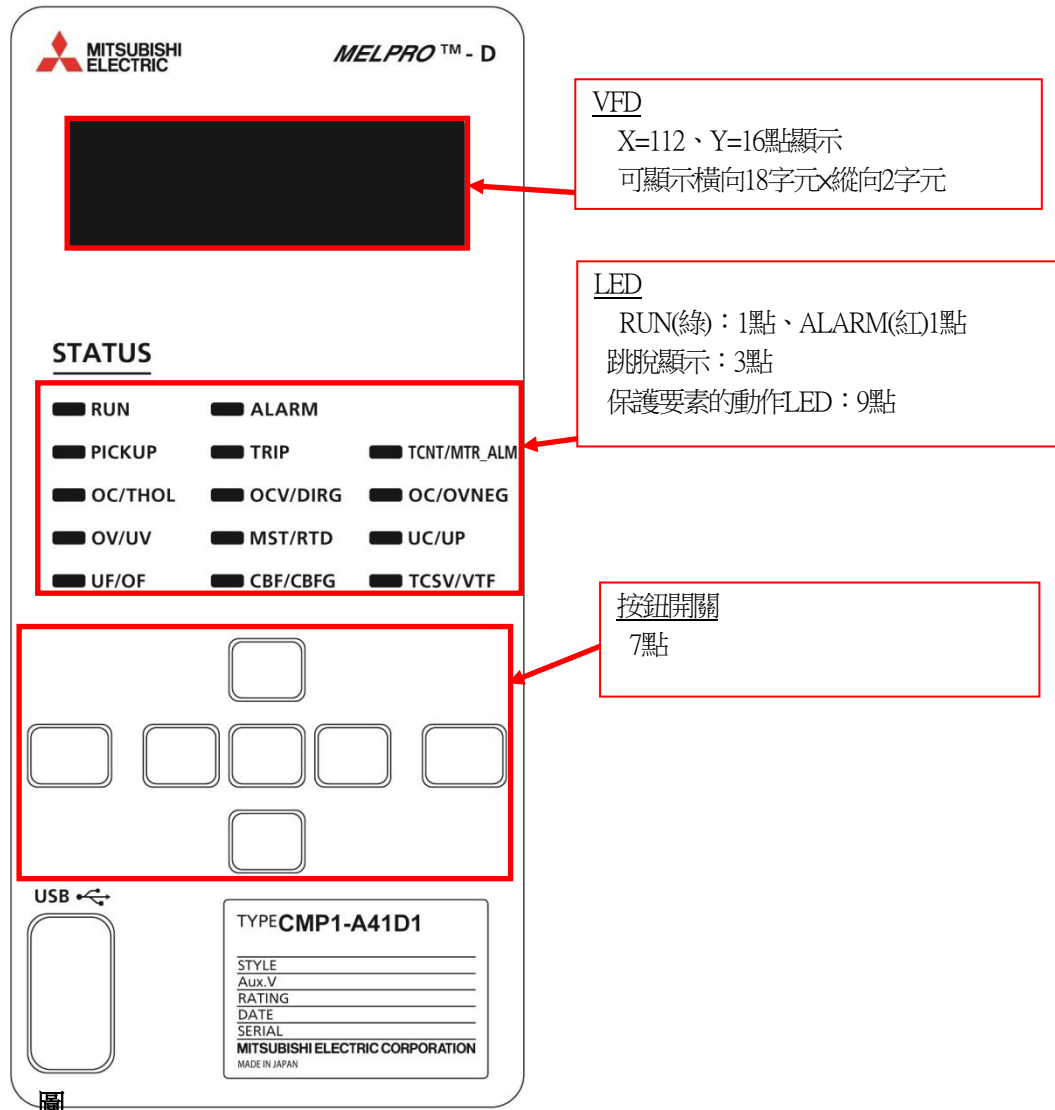 MITSUBISHI
ELECTRIC
MELPRO™- D
VFD
X=112、Y=16點顯示
可顯示橫向18字元x縱向2字元
LED
RUN(綠)：1點、ALARM(紅)1點
跳脫顯示：3點
保護要素的動作LED：9點
STATUS
RUN ALARM
PICKUP TRIP TCNT/MTR_ALM
OC/THOL OCV/DIRG OC/OVNEG
OV/UV MST/RTD UC/UP
UF/OF CBF/CBFG TCSV/VTF
按鈕開關
7點
USB
TYPE CMP1-A41D1
STYLE
Aux.V
RATING
DATE
SERIAL
MITSUBISHI ELECTRIC CORPORATION
MADE IN JAPAN
圖